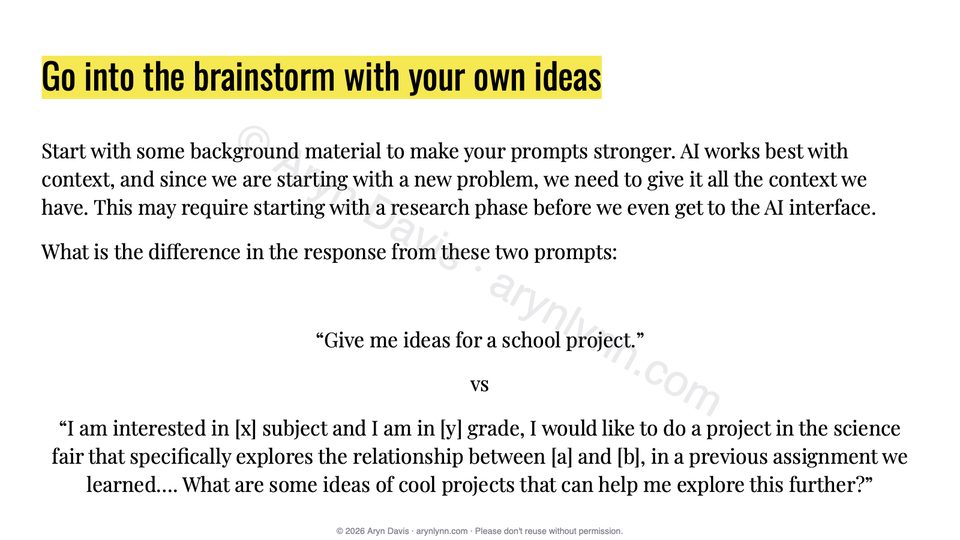 Go into the brainstorm with your own ideas
Start with some background material to make your prompts stronger. AI works best with
context, and since we are starting with a new problem, we need to give it all the context we
have. This may require starting with a research phase before we even get to the AI interface.
What is the difference in the response from these two prompts:
“Give me ideas for a school project.”
vs
“I am interested in [x] subject and I am in [y] grade, I would like to do a project in the science
fair that specifically explores the relationship between [a] and [b], in a previous assignment we
learned…. What are some ideas of cool projects that can help me explore this further?”
© Aryn Davis · arynlynn.com
© 2026 Aryn Davis · arynlynn.com · Please don't reuse without permission.